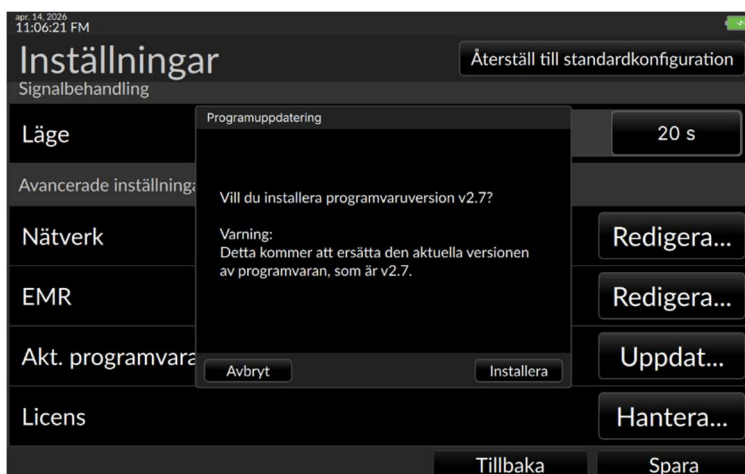 apr. 14, 2026
11:06:21 FM
Inställningar
Återställ till standardkonfiguration
Signalbehandling
Programuppdatering
Läge
20 s
Avancerade inställninga
Vill du installera programvaruversion v2.7?
Nätverk
Varning:
Redigera...
Detta kommer att ersätta den aktuella versionen
av programvaran, som är v2.7.
EMR
Redigera...
Akt. programvara
Uppdat...
Avbryt
Installera
Licens
Hantera...
Tillbaka
Spara